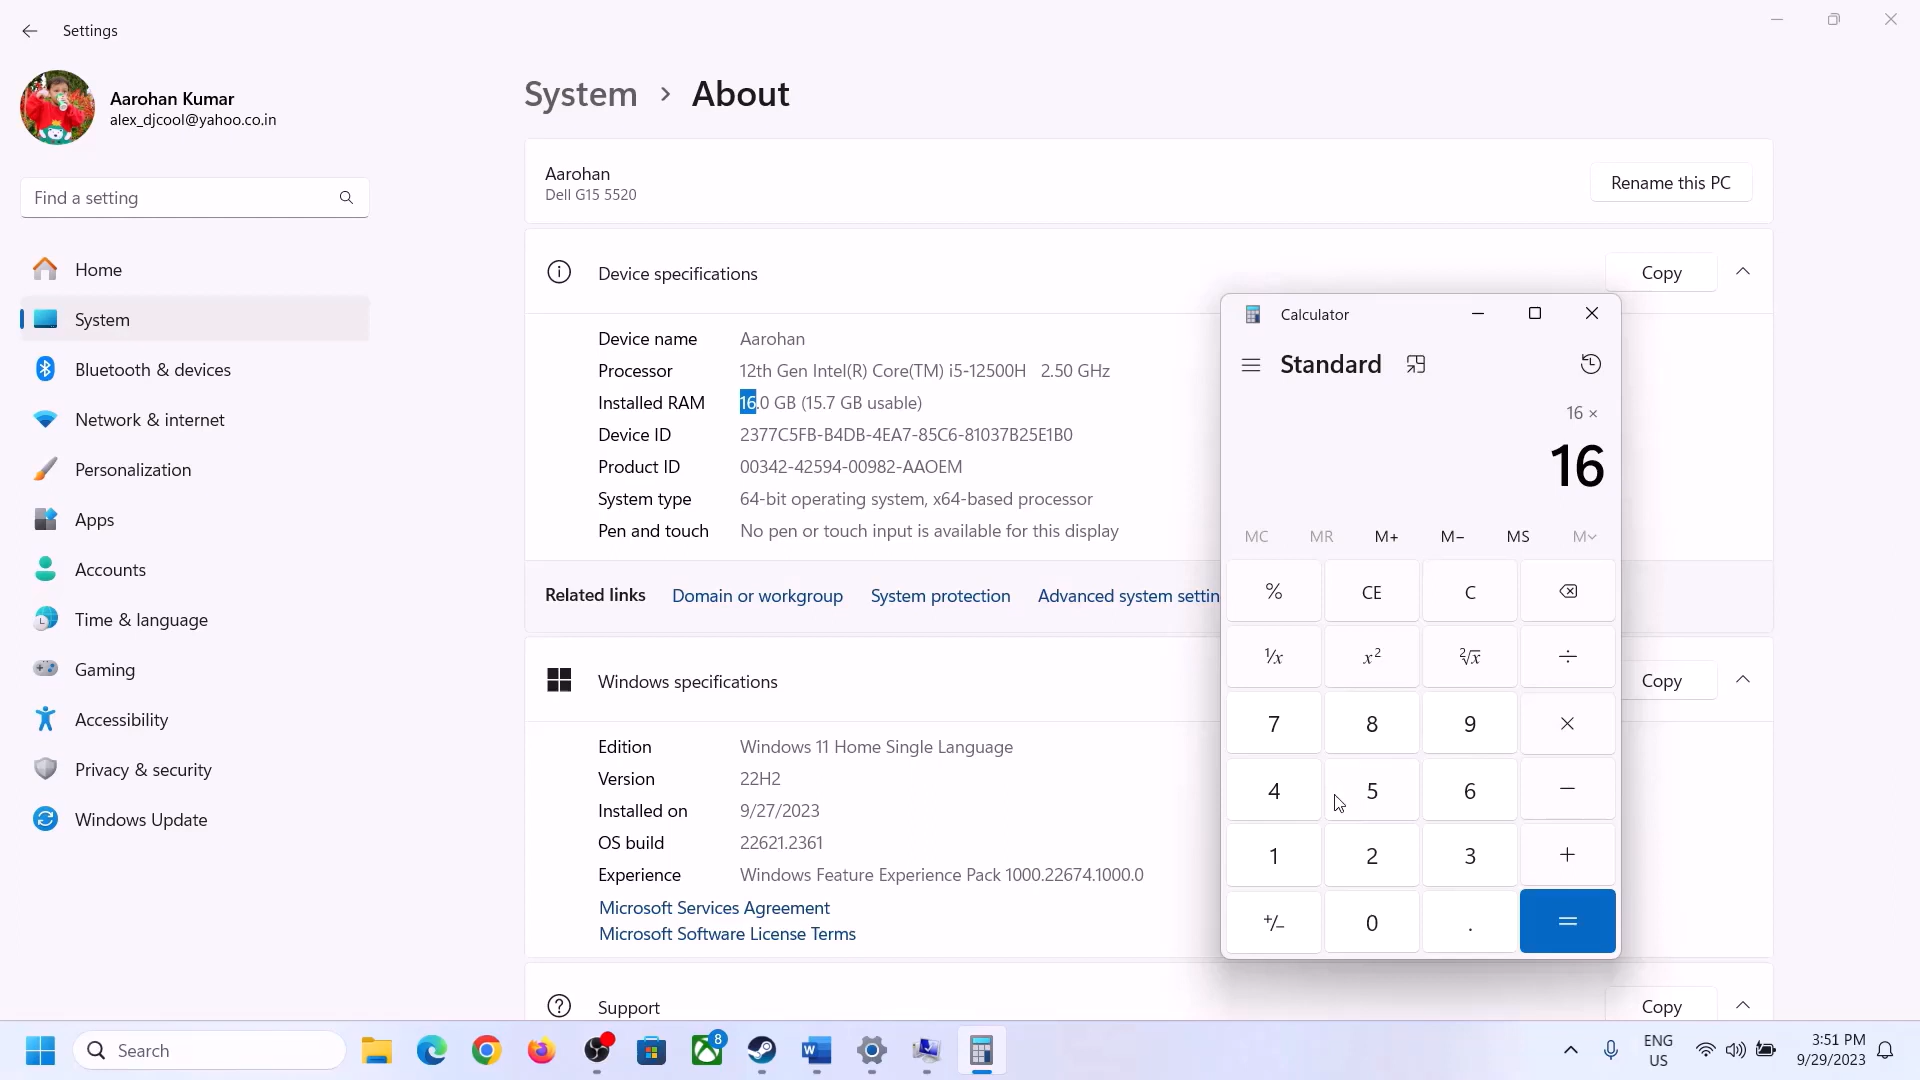 Settings
Aarohan Kumar
alex_djcool@yahoo.co.in
Find a setting
Home
System
Bluetooth & devices
Network & internet
Personalization
Apps
Accounts
Time & language
Gaming
Accessibility
Privacy & security
Windows Update
System > About
Aarohan
Dell G15 5520
Rename this PC
Device specifications
Copy
Device name Aarohan
Processor 12th Gen Intel(R) Core(TM) i5-12500H 2.50 GHz
Installed RAM 16.0 GB (15.7 GB usable)
Device ID 2377C5FB-B4DB-4EA7-85C6-81037B25E1B0
Product ID 00342-42594-00982-AAOEM
System type 64-bit operating system, x64-based processor
Pen and touch No pen or touch input is available for this display
Related links Domain or workgroup System protection Advanced system settin
Windows specifications
Copy
Edition Windows 11 Home Single Language
Version 22H2
Installed on 9/27/2023
OS build 22621.2361
Experience Windows Feature Experience Pack 1000.22674.1000.0
Microsoft Services Agreement
Microsoft Software License Terms
Support
Copy
Calculator
Standard
16 ×
16
MC MR M+ M− MS M
% CE C
¹/x x² ²√x ÷
7 8 9 ×
4 5 6 −
1 2 3 +
+/− 0 . =
Search
8
ENG
US
3:51 PM
9/29/2023